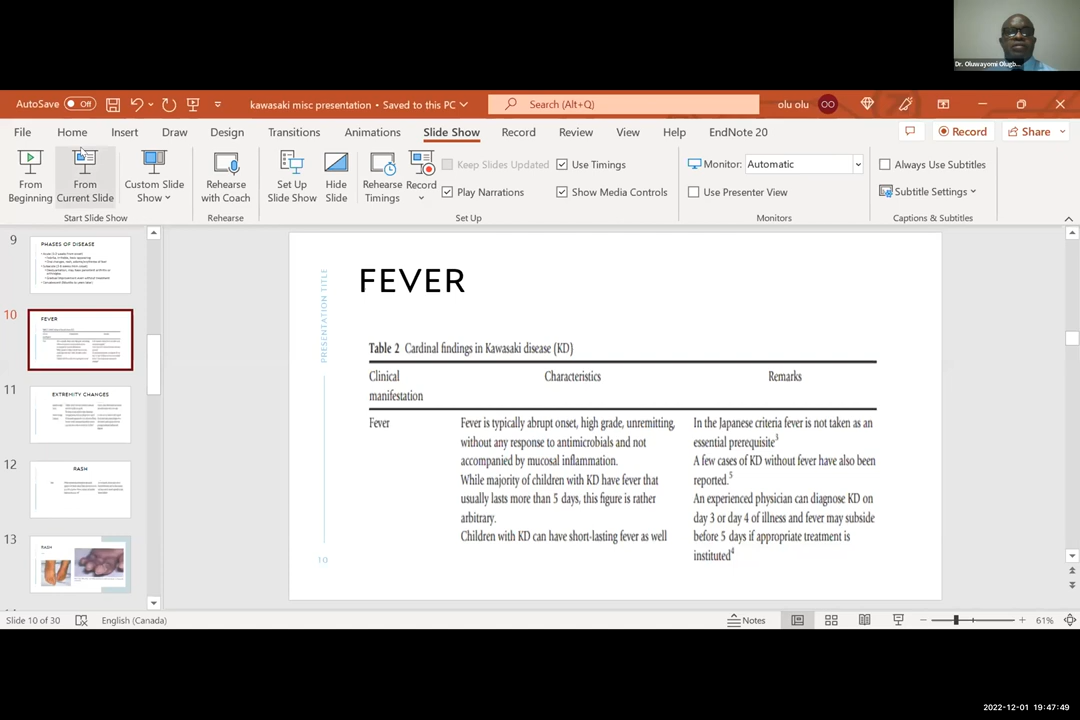 Dr. Oluwayomi Olugb...
AutoSave Off
kawasaki misc presentation • Saved to this PC
Search (Alt+Q)
olu olu OO
File Home Insert Draw Design Transitions Animations Slide Show Record Review View Help EndNote 20
Record Share
From Beginning
From Current Slide
Custom Slide Show
Rehearse with Coach
Set Up Slide Show
Hide Slide
Rehearse Timings
Record
Keep Slides Updated
Play Narrations
Use Timings
Show Media Controls
Monitor: Automatic
Use Presenter View
Always Use Subtitles
Subtitle Settings
Start Slide Show Rehearse Set Up Monitors Captions & Subtitles
9
PHASES OF DISEASE
10
FEVER
11
EXTREMITY CHANGES
12
RASH
13
RASH
PRESENTATION TITLE
FEVER
Table 2 Cardinal findings in Kawasaki disease (KD)
Clinical manifestation
Characteristics
Remarks
Fever
Fever is typically abrupt onset, high grade, unremitting,
without any response to antimicrobials and not
accompanied by mucosal inflammation.
While majority of children with KD have fever that
usually lasts more than 5 days, this figure is rather
arbitrary.
Children with KD can have short-lasting fever as well
In the Japanese criteria fever is not taken as an
essential prerequisite3
A few cases of KD without fever have also been
reported.5
An experienced physician can diagnose KD on
day 3 or day 4 of illness and fever may subside
before 5 days if appropriate treatment is
instituted4
10
Slide 10 of 30
English (Canada)
Notes
61%
2022-12-01 19:47:49